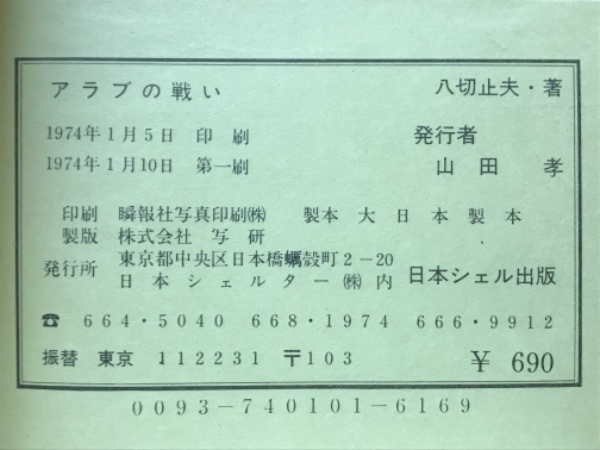 アラブの戦い 八切止夫・著
1974年1月5日 印刷 発行者
1974年1月10日 第一刷 山田 孝
印刷 瞬報社写真印刷㈱ 製本 大日本製本
製版 株式会社 写研
発行所 東京都中央区日本橋蠣殻町2-20
日本シェルター㈱内 日本シェル出版
☎ 664・5040 668・1974 666・9912
振替 東京 112231 〒103 ¥ 690
0093-740101-6169